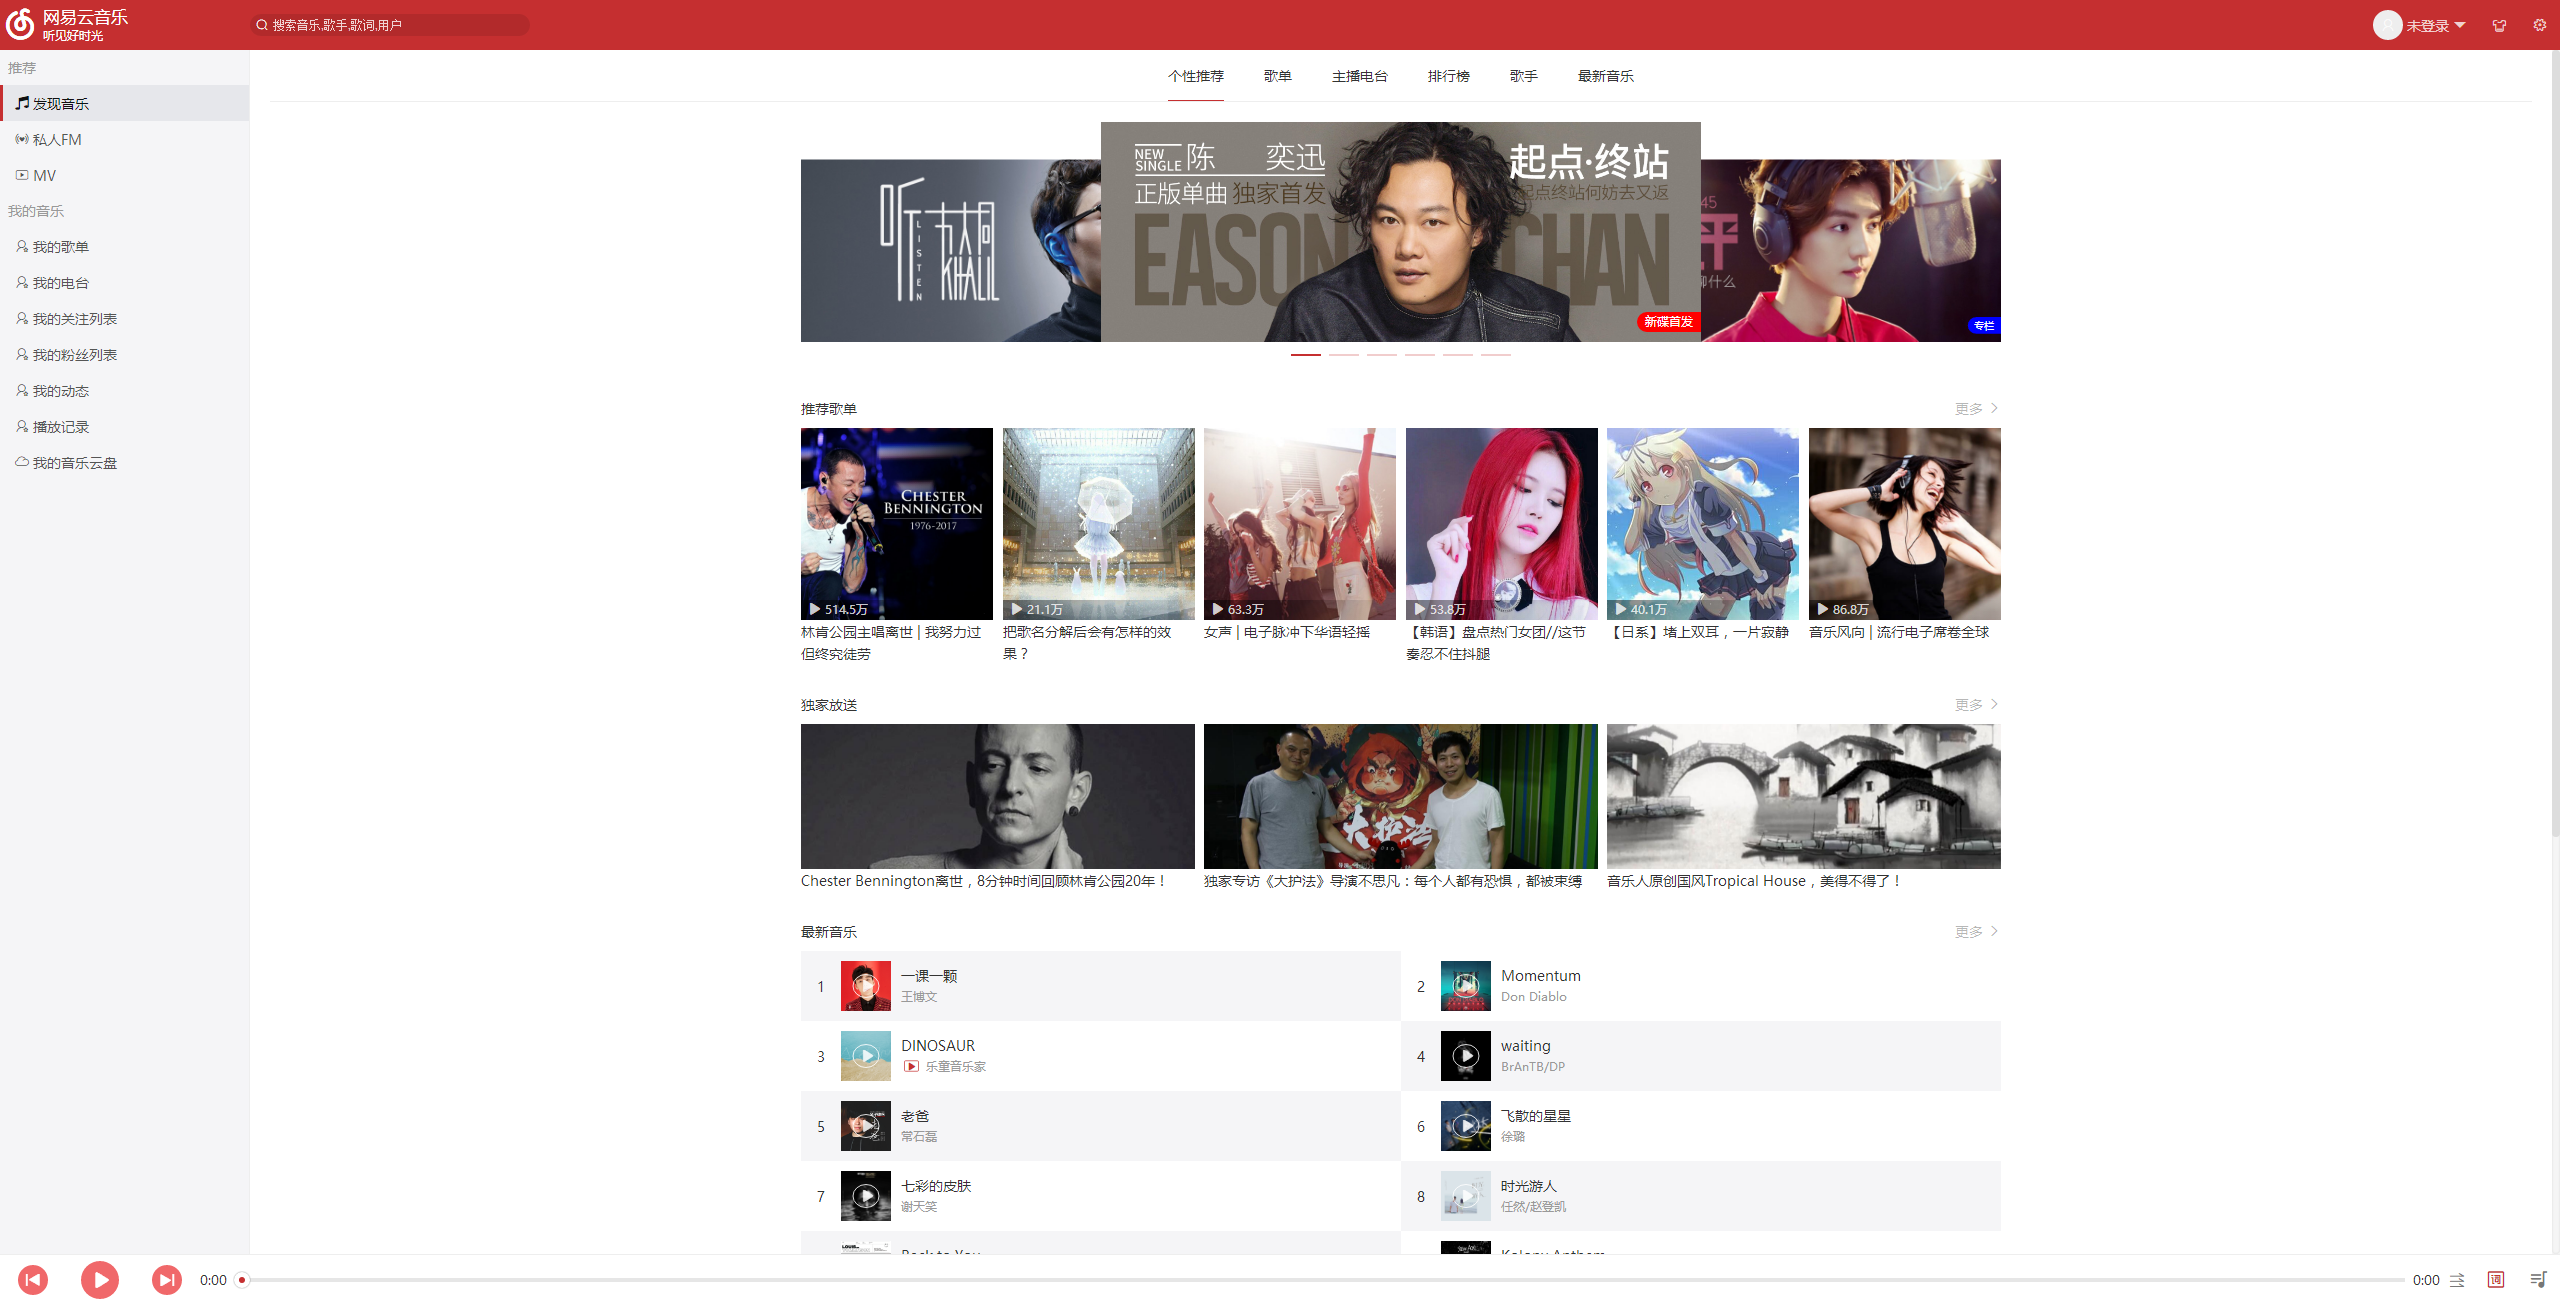 网易云音乐
听见好时光
搜索音乐,歌手,歌词,用户
未登录
推荐
发现音乐
私人FM
MV
我的音乐
我的歌单
我的电台
我的关注列表
我的粉丝列表
我的动态
播放记录
我的音乐云盘
个性推荐 歌单 主播电台 排行榜 歌手 最新音乐
听
LISTEN
方大同
KHALIL
NEW SINGLE 陈 奕迅
正版单曲 独家首发
起点·终站
起点终站何妨去又返
EASON CHAN
新碟首发
45
评
聊什么
专栏
推荐歌单 更多
CHESTER
BENNINGTON
1976-2017
514.5万
林肯公园主唱离世 | 我努力过
但终究徒劳
21.1万
把歌名分解后会有怎样的效
果？
63.3万
女声 | 电子脉冲下华语轻摇
53.8万
【韩语】盘点热门女团//这节
奏忍不住抖腿
40.1万
【日系】堵上双耳，一片寂静
86.8万
音乐风向 | 流行电子席卷全球
独家放送 更多
大护法
Chester Bennington离世，8分钟时间回顾林肯公园20年！
独家专访《大护法》导演不思凡：每个人都有恐惧，都被束缚
音乐人原创国风Tropical House，美得不得了！
最新音乐 更多
1 一课一颗
王博文
2 Momentum
Don Diablo
3 DINOSAUR
乐童音乐家
4 waiting
BrAnTB/DP
5 老爸
常石磊
6 飞散的星星
徐璐
7 七彩的皮肤
谢天笑
8 时光游人
任然/赵登凯
Back to You
Kolony Anthem
0:00
0:00
词